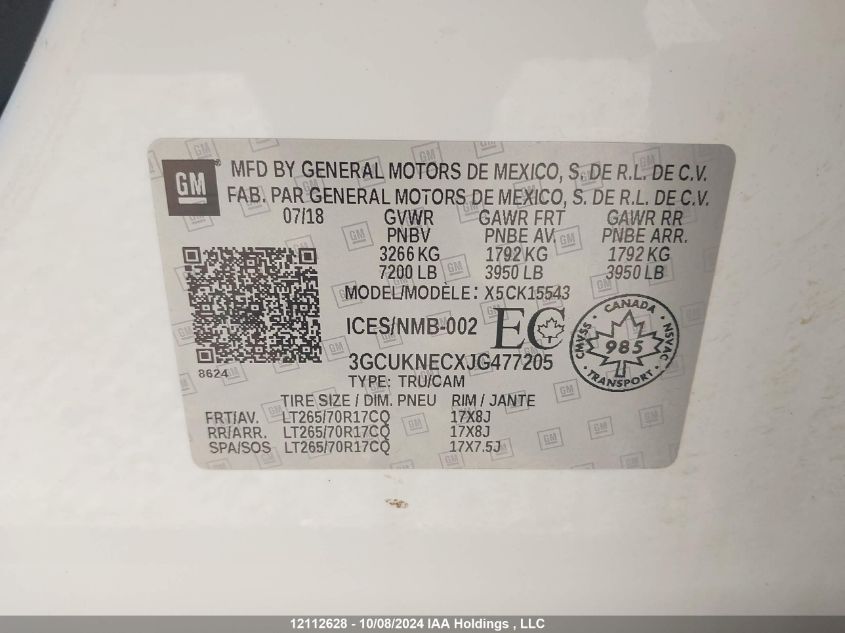 GM MFD BY GENERAL MOTORS DE MEXICO, S. DE R.L. DE C.V.
FAB. PAR GENERAL MOTORS DE MEXICO, S. DE R.L. DE C.V.
07/18 GVWR GAWR FRT GAWR RR
PNBV PNBE AV. PNBE ARR.
3266 KG 1792 KG 1792 KG
7200 LB 3950 LB 3950 LB
MODEL/MODÈLE: X5CK15543
ICES/NMB-002 EC
CANADA
CMVSS 985 NSVAC
TRANSPORT
8624
3GCUKNECXJG477205
TYPE: TRU/CAM
TIRE SIZE / DIM. PNEU RIM / JANTE
FRT/AV. LT265/70R17CQ 17X8J
RR/ARR. LT265/70R17CQ 17X8J
SPA/SOS LT265/70R17CQ 17X7.5J
12112628 - 10/08/2024 IAA Holdings , LLC